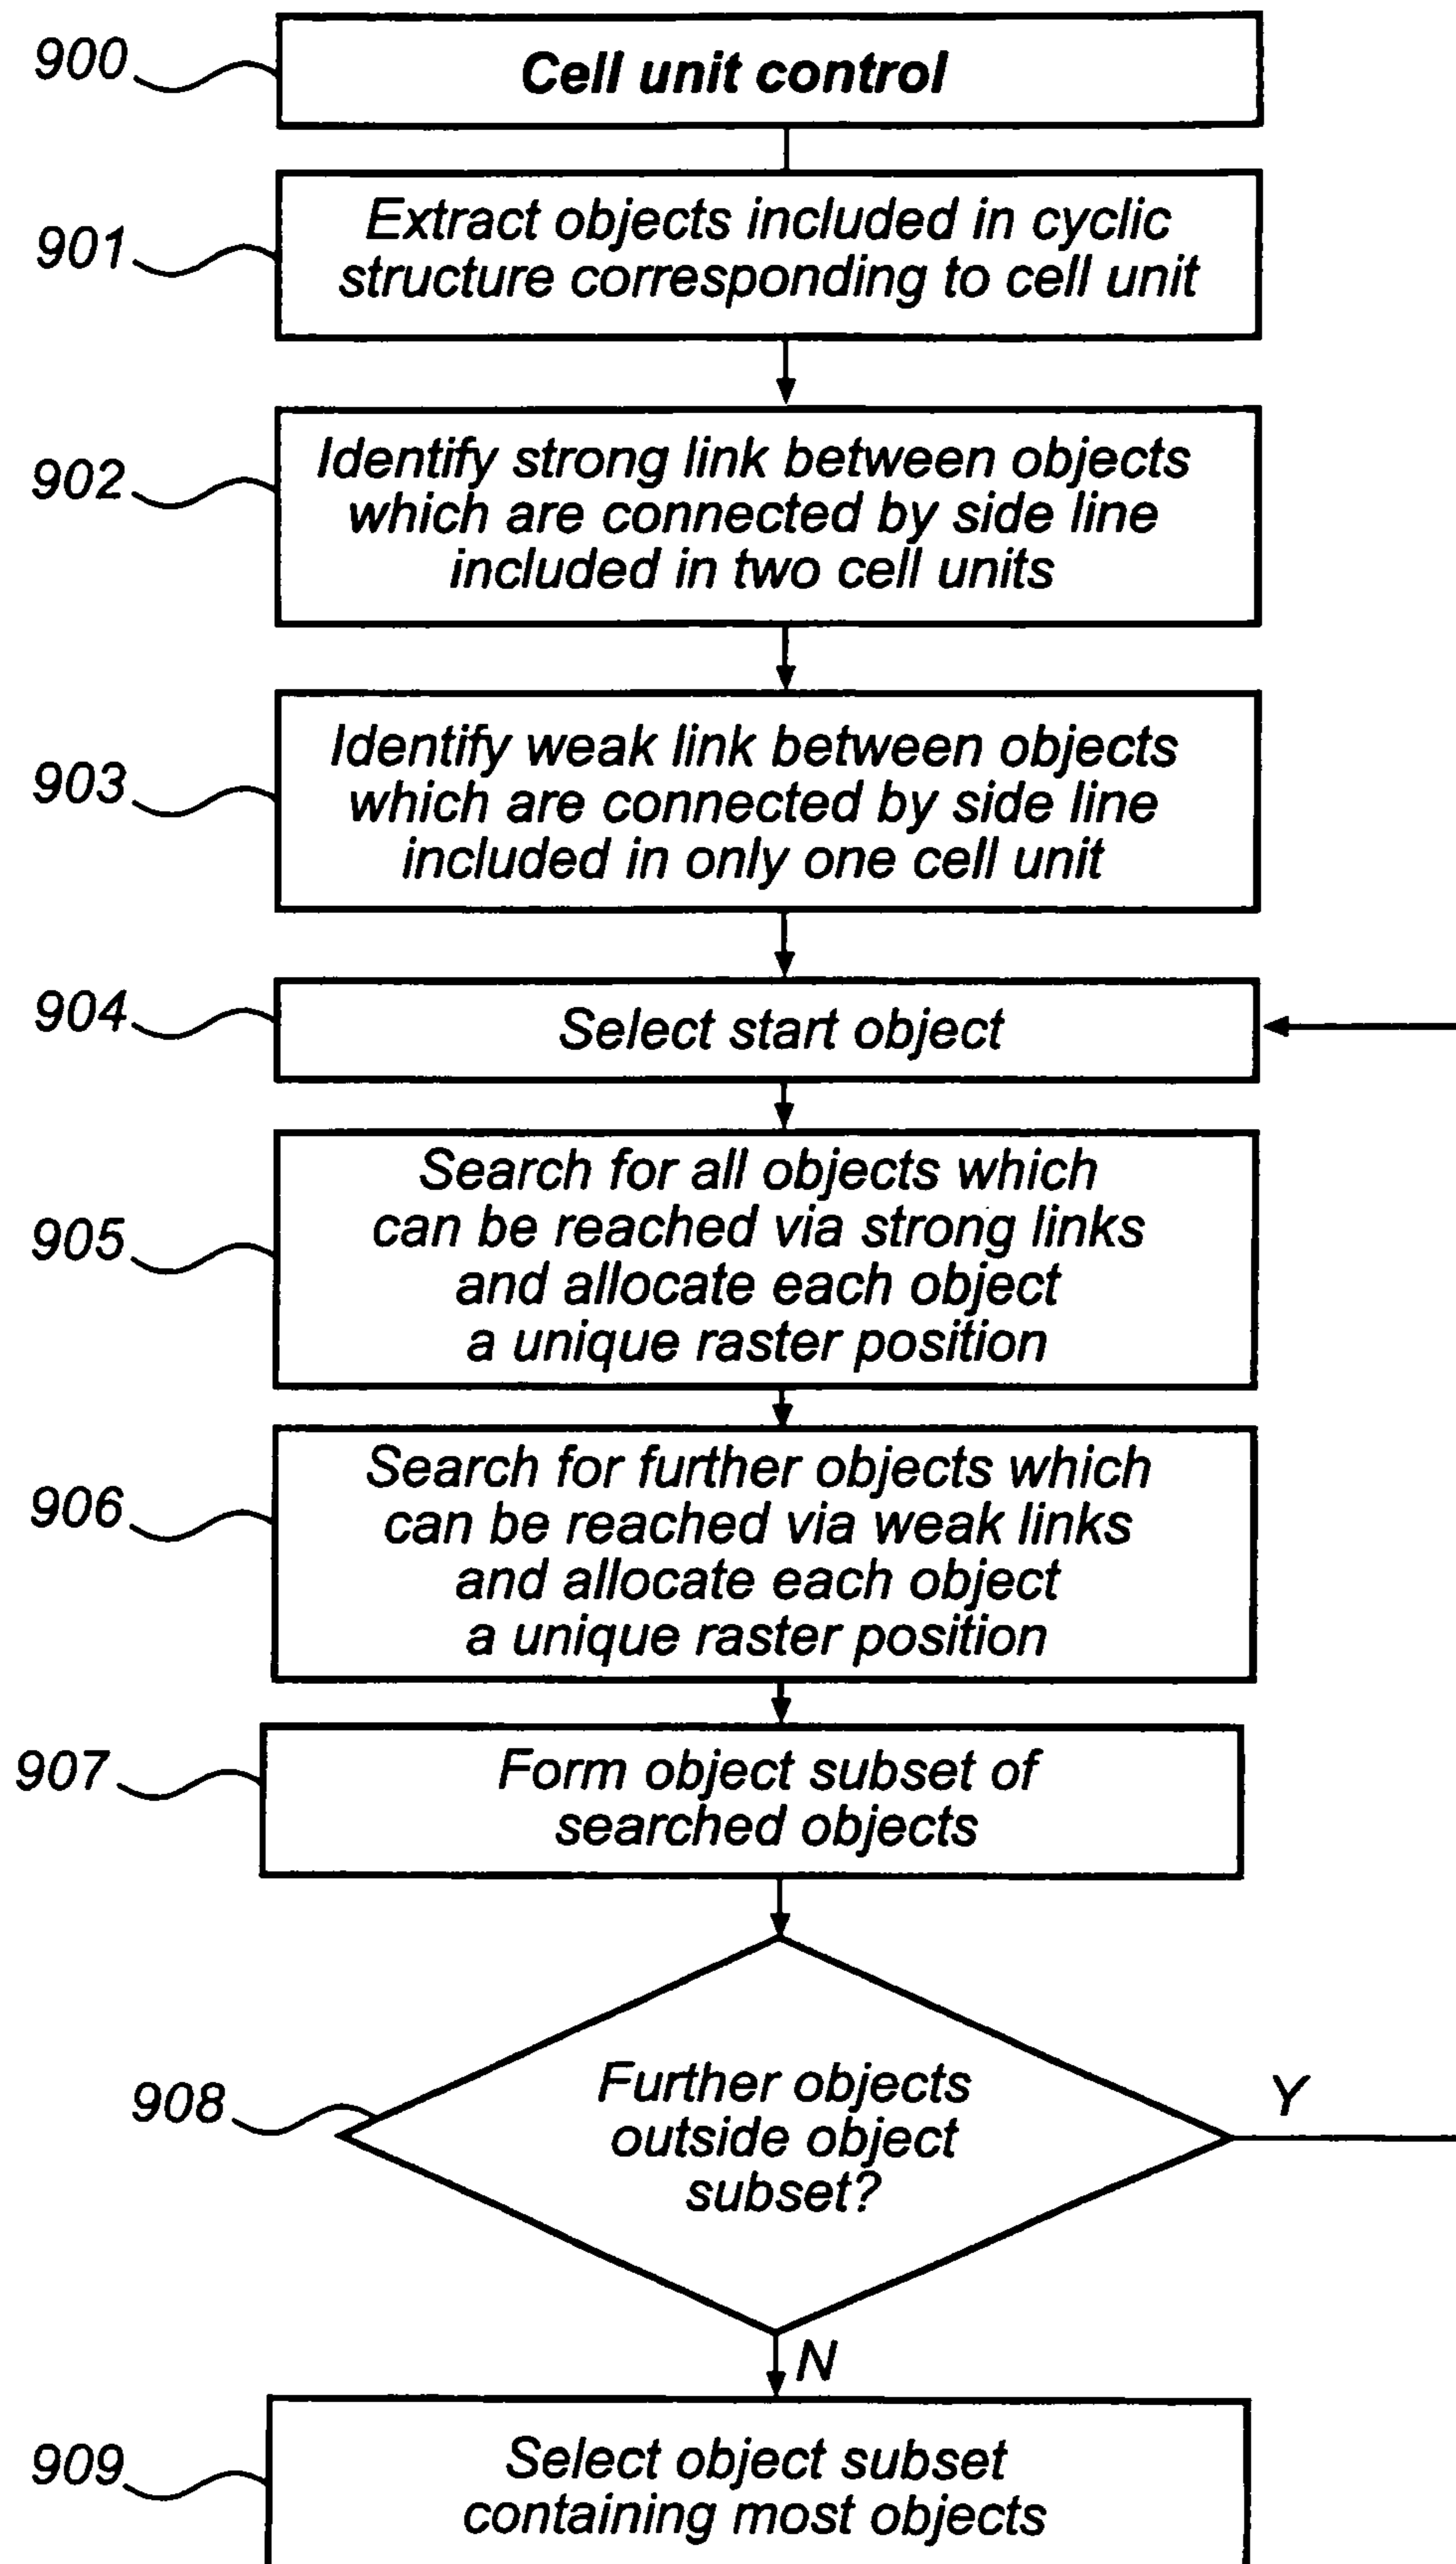 900
Cell unit control
901
Extract objects included in cyclic
structure corresponding to cell unit
902
Identify strong link between objects
which are connected by side line
included in two cell units
903
Identify weak link between objects
which are connected by side line
included in only one cell unit
904
Select start object
905
Search for all objects which
can be reached via strong links
and allocate each object
a unique raster position
906
Search for further objects which
can be reached via weak links
and allocate each object
a unique raster position
907
Form object subset of
searched objects
908
Further objects
outside object
subset?
Y
N
909
Select object subset
containing most objects